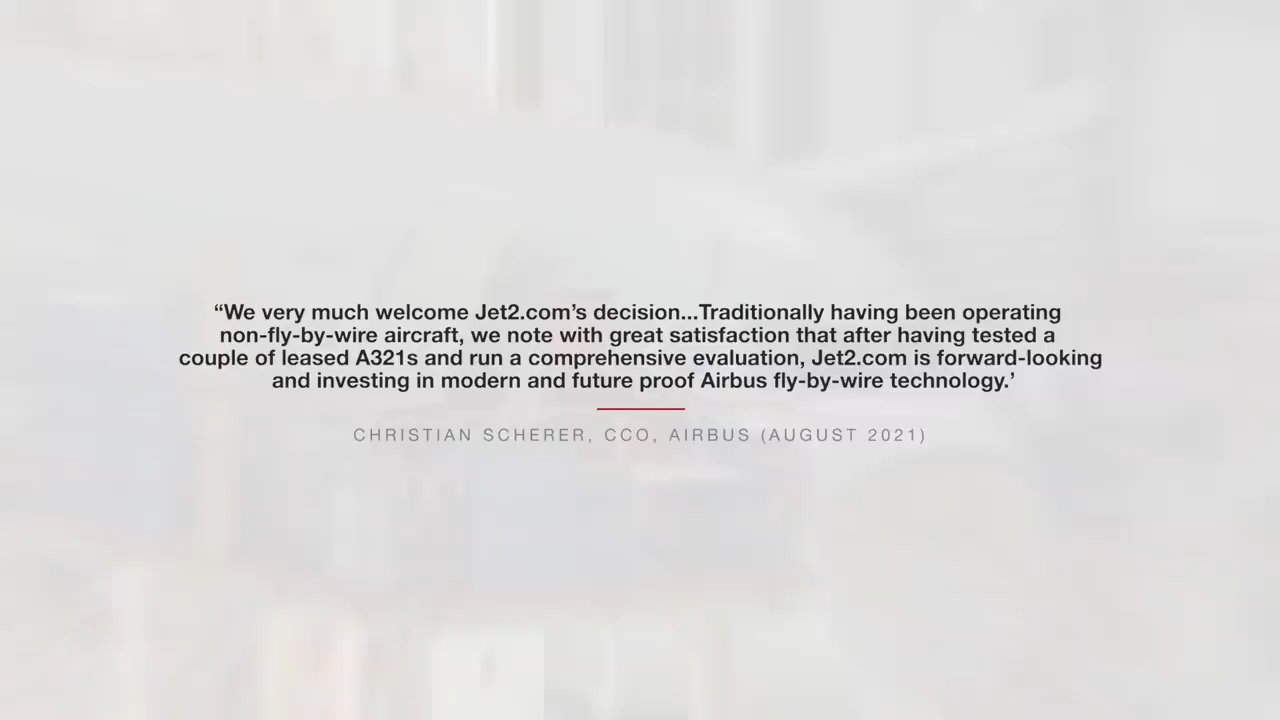 “We very much welcome Jet2.com’s decision...Traditionally having been operating
non-fly-by-wire aircraft, we note with great satisfaction that after having tested a
couple of leased A321s and run a comprehensive evaluation, Jet2.com is forward-looking
and investing in modern and future proof Airbus fly-by-wire technology.’
CHRISTIAN SCHERER, CCO, AIRBUS (AUGUST 2021)